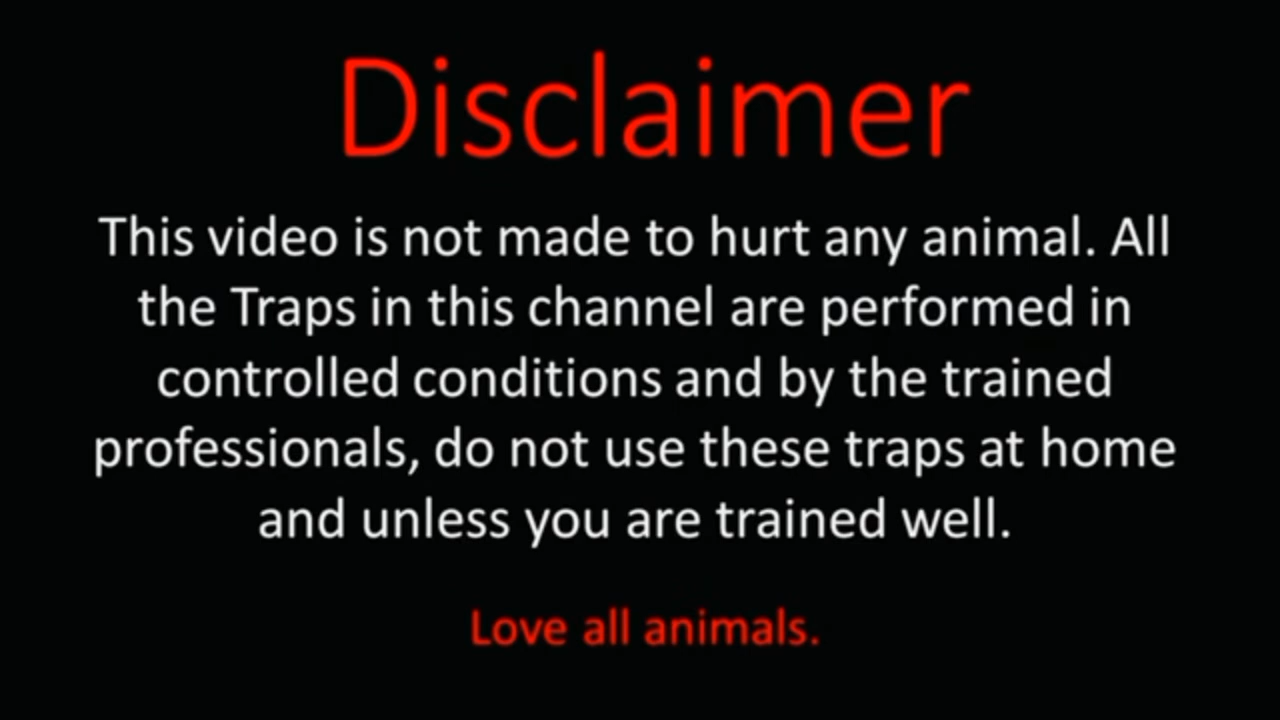 Disclaimer
This video is not made to hurt any animal. All
the Traps in this channel are performed in
controlled conditions and by the trained
professionals, do not use these traps at home
and unless you are trained well.
Love all animals.